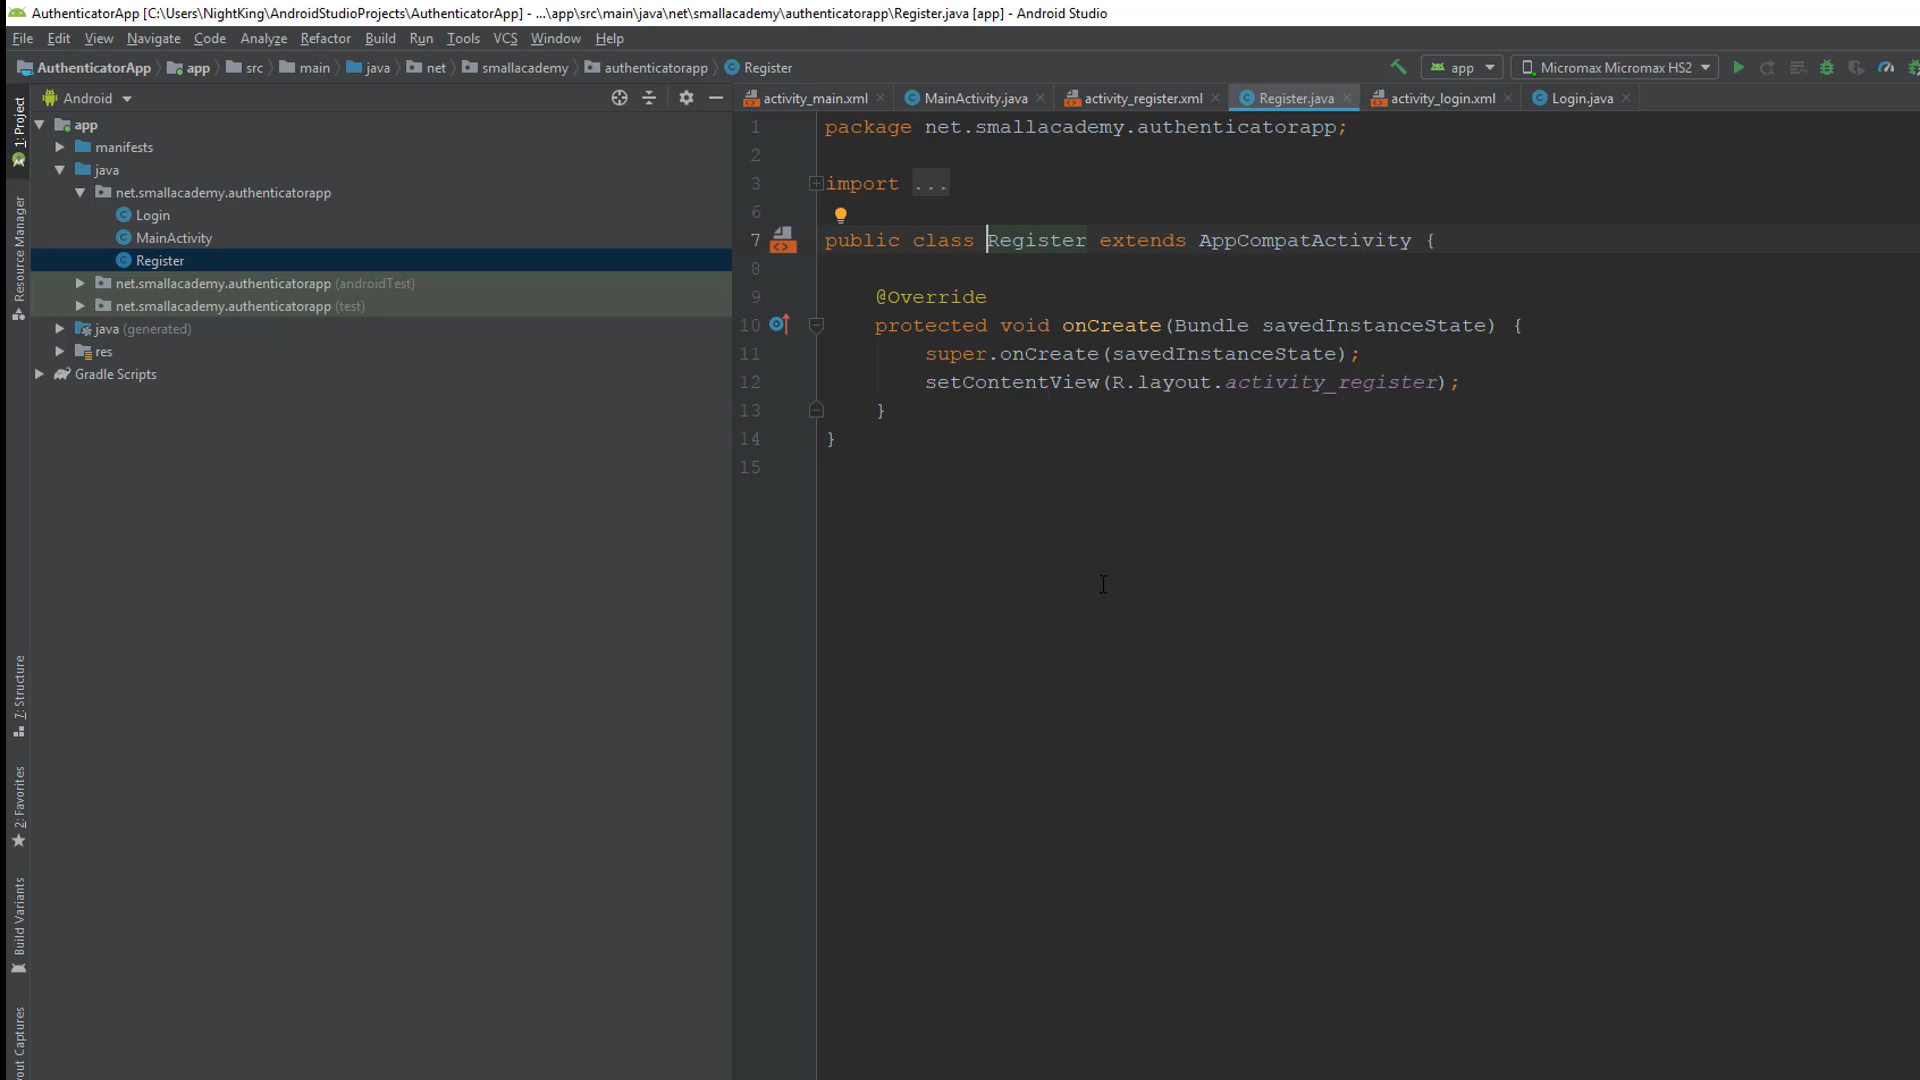 AuthenticatorApp [C:\Users\NightKing\AndroidStudioProjects\AuthenticatorApp] - ...\app\src\main\java\net\smallacademy\authenticatorapp\Register.java [app] - Android Studio
File Edit View Navigate Code Analyze Refactor Build Run Tools VCS Window Help
AuthenticatorApp app src main java net smallacademy authenticatorapp Register app Micromax Micromax HS2
Android activity_main.xml MainActivity.java activity_register.xml Register.java activity_login.xml Login.java
1: Project
Resource Manager
7: Structure
2: Favorites
Build Variants
out Captures
app
manifests
java
net.smallacademy.authenticatorapp
Login
MainActivity
Register
net.smallacademy.authenticatorapp (androidTest)
net.smallacademy.authenticatorapp (test)
java (generated)
res
Gradle Scripts
1 package net.smallacademy.authenticatorapp;
2
3 import ...
6
7 public class Register extends AppCompatActivity {
8
9 @Override
10 protected void onCreate(Bundle savedInstanceState) {
11 super.onCreate(savedInstanceState);
12 setContentView(R.layout.activity_register);
13 }
14 }
15